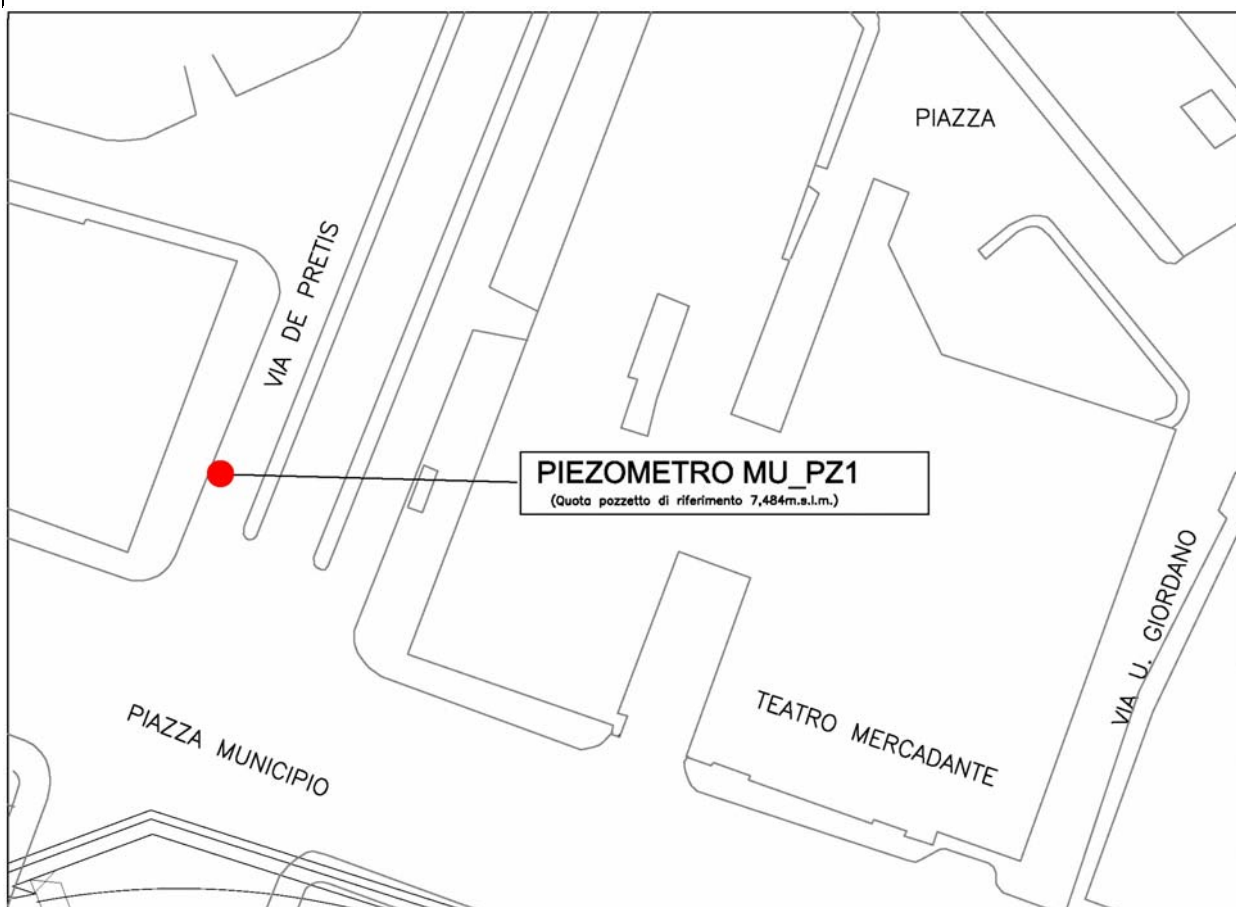 PIAZZA
VIA DE PRETIS
PIEZOMETRO MU_PZ1
(Quota pozzetto di riferimento 7,484m.s.l.m.)
VIA U. GIORDANO
TEATRO MERCADANTE
PIAZZA MUNICIPIO